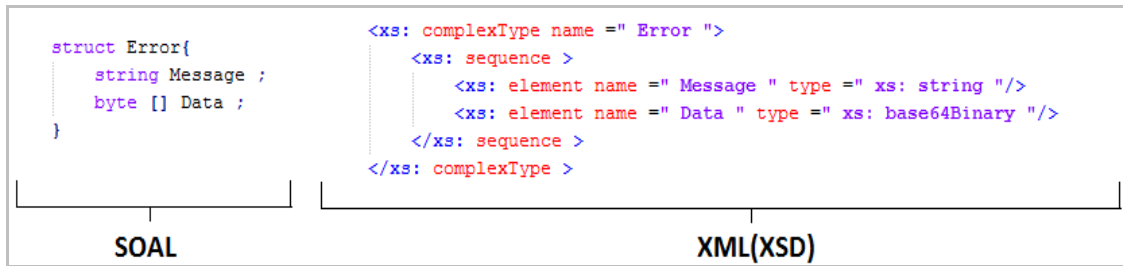 struct Error{
string Message ;
byte [] Data ;
}
SOAL
<xs: complexType name =" Error ">
<xs: sequence >
<xs: element name =" Message " type =" xs: string "/>
<xs: element name =" Data " type =" xs: base64Binary "/>
</xs: sequence >
</xs: complexType >
XML(XSD)